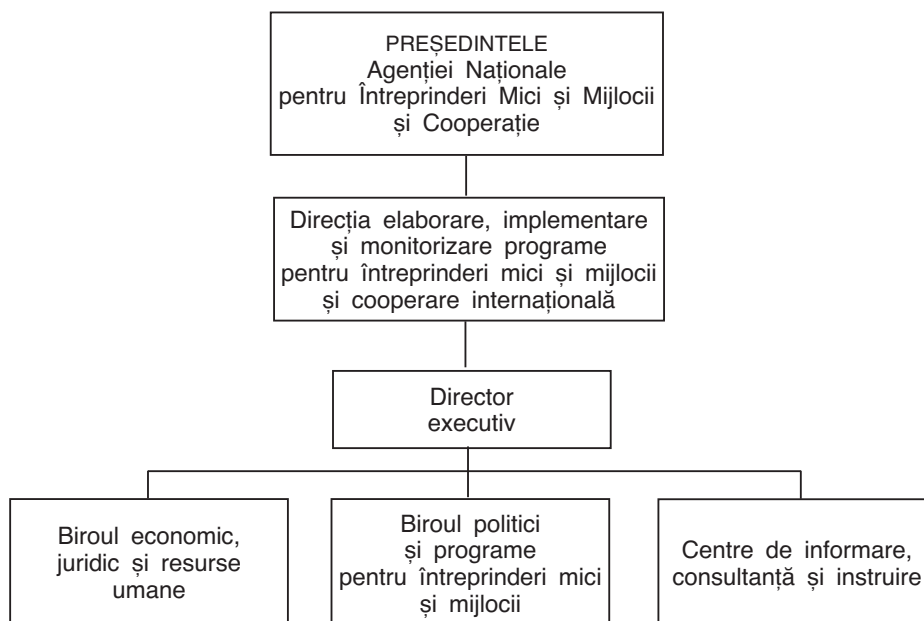 PREȘEDINTELE
Agenției Naționale
pentru Întreprinderi Mici și Mijlocii
și Cooperație
Direcția elaborare, implementare
și monitorizare programe
pentru întreprinderi mici și mijlocii
și cooperare internațională
Director
executiv
Biroul economic,
juridic și resurse
umane
Biroul politici
și programe
pentru întreprinderi mici
și mijlocii
Centre de informare,
consultanță și instruire